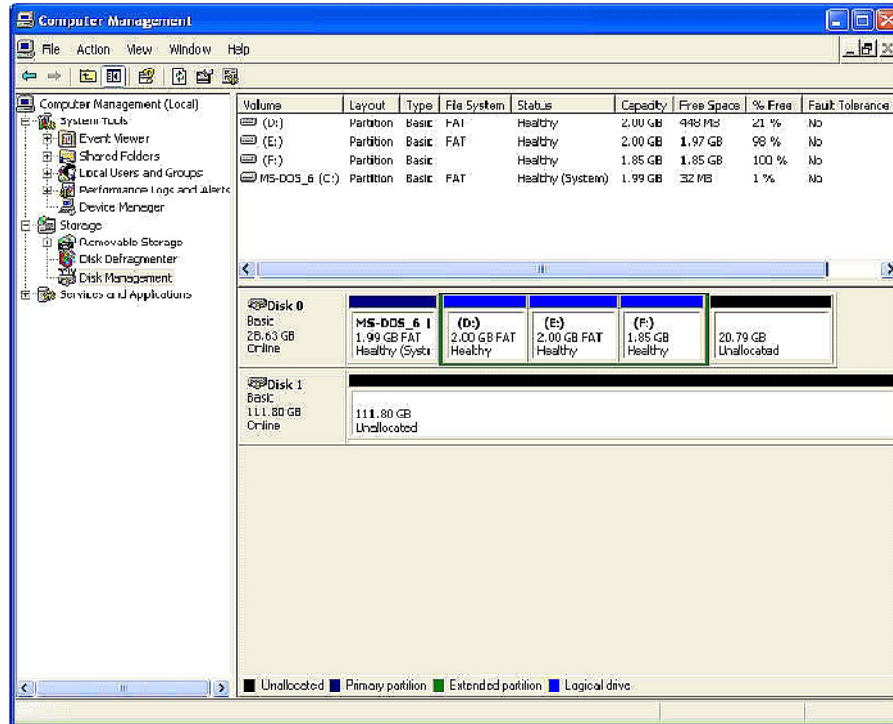 Computer Management
File Action View Window Help
Computer Management (Local)
System Tools
Event Viewer
Shared Folders
Local Users and Groups
Performance Logs and Alerts
Device Manager
Storage
Removable Storage
Disk Defragmenter
Disk Management
Services and Applications
Volume Layout Type File System Status Capacity Free Space % Free Fault Tolerance
(D:) Partition Basic FAT Healthy 2.00 GB 448 MB 21 % No
(E:) Partition Basic FAT Healthy 2.00 GB 1.97 GB 98 % No
(F:) Partition Basic Healthy 1.85 GB 1.85 GB 100 % No
MS-DOS_6 (C:) Partition Basic FAT Healthy (System) 1.99 GB 32 MB 1 % No
Disk 0
Basic
28.63 GB
Online
MS-DOS_6 (
1.99 GB FAT
Healthy (Syst
(D:)
2.00 GB FAT
Healthy
(E:)
2.00 GB FAT
Healthy
(F:)
1.85 GB
Healthy
20.79 GB
Unallocated
Disk 1
Basic
111.80 GB
Online
111.80 GB
Unallocated
Unallocated Primary partition Extended partition Logical drive